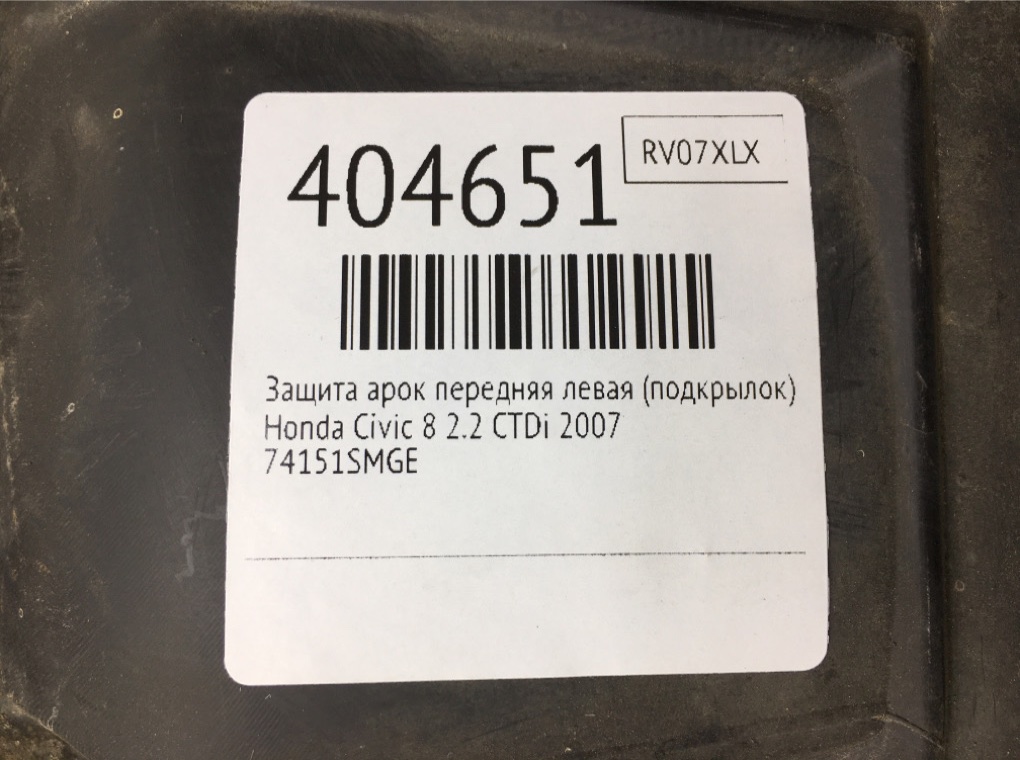 404651
RV07XLX
Защита арок передняя левая (подкрылок)
Honda Civic 8 2.2 CTDi 2007
74151SMGE